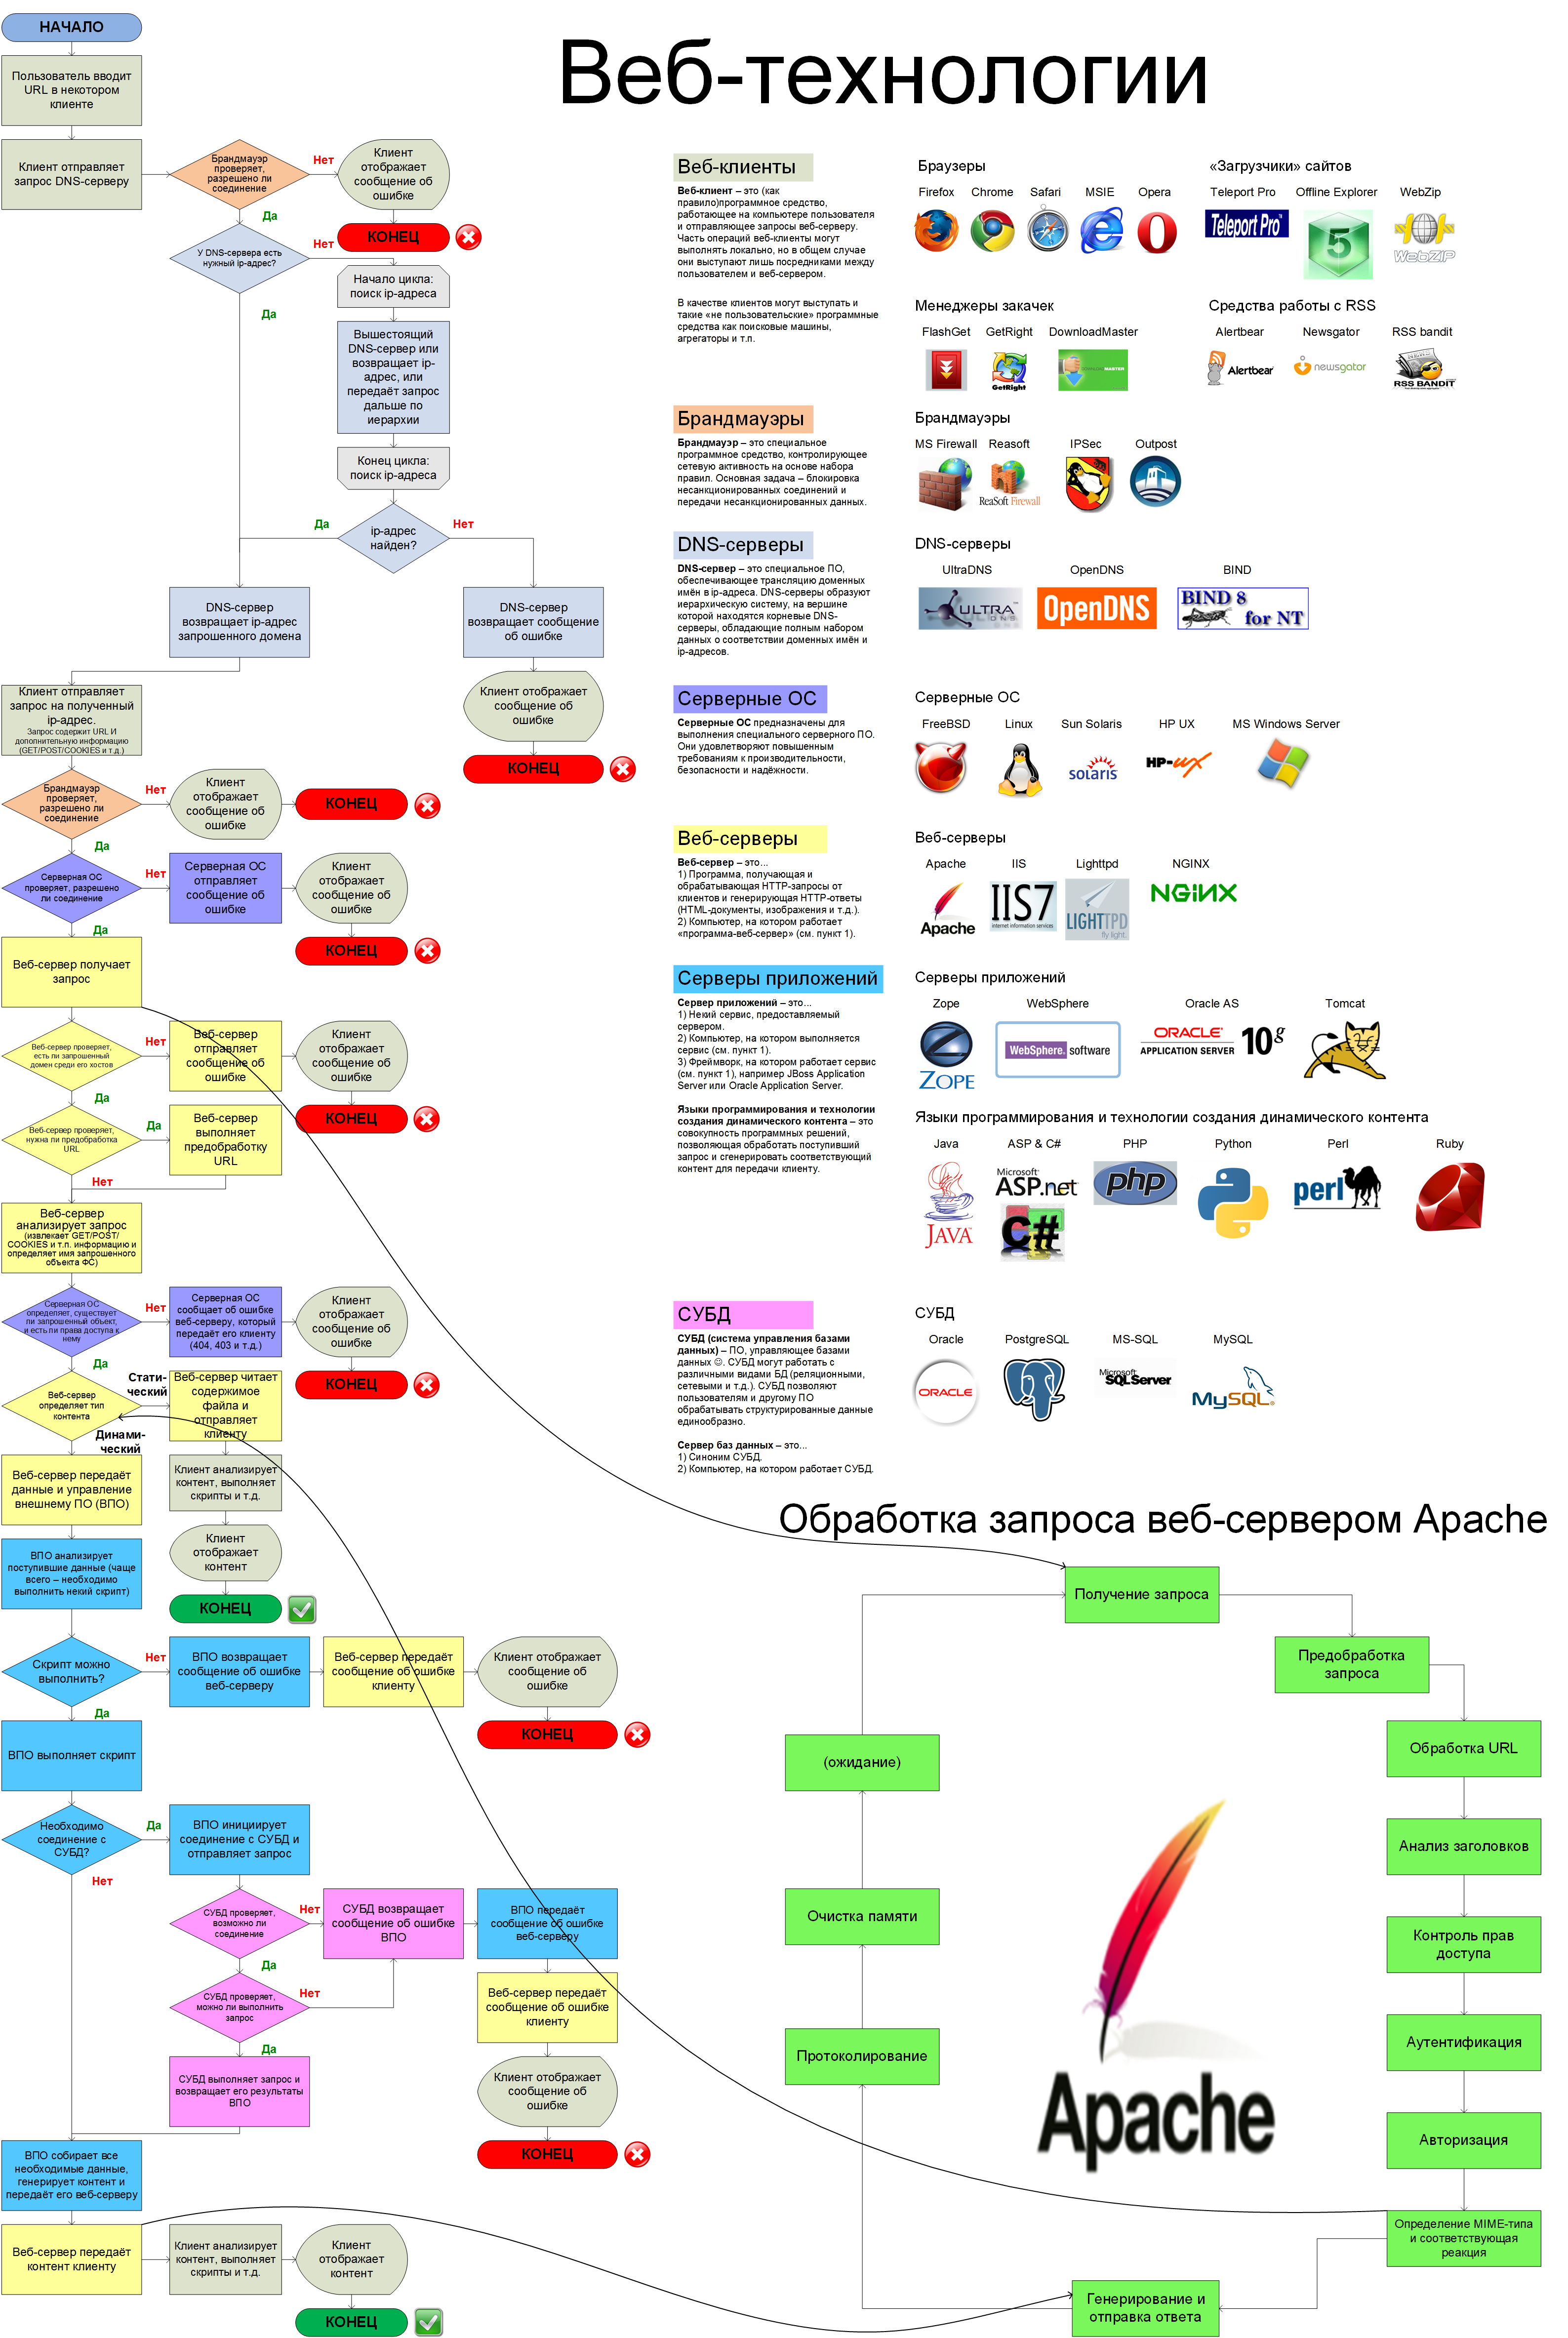 Веб-технологии
НАЧАЛО
Пользователь вводит
URL в некотором
клиенте
Клиент отправляет
запрос DNS-серверу
Брандмауэр
проверяет,
разрешено ли
соединение
Нет
Клиент
отображает
сообщение об
ошибке
Да
КОНЕЦ
У DNS-сервера есть
нужный ip-адрес?
Нет
Да
Начало цикла:
поиск ip-адреса
Вышестоящий
DNS-сервер или
возвращает ip-
адрес, или
передаёт запрос
дальше по
иерархии
Конец цикла:
поиск ip-адреса
Да
ip-адрес
найден?
Нет
DNS-сервер
возвращает ip-адрес
запрошенного домена
DNS-сервер
возвращает сообщение
об ошибке
Клиент отображает
сообщение об
ошибке
КОНЕЦ
Клиент отправляет
запрос на полученный
ip-адрес.
Запрос содержит URL И
дополнительную информацию
(GET/POST/COOKIES и т.д.)
Брандмауэр
проверяет,
разрешено ли
соединение
Нет
Клиент
отображает
сообщение об
ошибке
КОНЕЦ
Да
Серверная ОС
проверяет, разрешено
ли соединение
Нет
Серверная ОС
отправляет
сообщение об
ошибке
Клиент
отображает
сообщение об
ошибке
КОНЕЦ
Да
Веб-сервер получает
запрос
Веб-сервер проверяет,
есть ли запрошенный
домен среди его хостов
Нет
Веб-сервер
отправляет
сообщение об
ошибке
Клиент
отображает
сообщение об
ошибке
КОНЕЦ
Да
Веб-сервер проверяет,
нужна ли предобработка
URL
Да
Веб-сервер
выполняет
предобработку
URL
Нет
Веб-сервер
анализирует запрос
(извлекает GET/POST/
COOKIES и т.п. информацию и
определяет имя запрошенного
объекта ФС)
Серверная ОС
определяет, существует
ли запрошенный объект,
и есть ли права доступа к
нему
Нет
Серверная ОС
сообщает об ошибке
веб-серверу, который
передаёт его клиенту
(404, 403 и т.д.)
Клиент
отображает
сообщение об
ошибке
КОНЕЦ
Да
Веб-сервер
определяет тип
контента
Стати-
ческий
Веб-сервер читает
содержимое
файла и
отправляет
клиенту
Динами-
ческий
Клиент анализирует
контент, выполняет
скрипты и т.д.
Клиент
отображает
контент
КОНЕЦ
Веб-сервер передаёт
данные и управление
внешнему ПО (ВПО)
ВПО анализирует
поступившие данные (чаще
всего – необходимо
выполнить некий скрипт)
Скрипт можно
выполнить?
Нет
ВПО возвращает
сообщение об ошибке
веб-серверу
Веб-сервер передаёт
сообщение об ошибке
клиенту
Клиент отображает
сообщение об
ошибке
КОНЕЦ
Да
ВПО выполняет скрипт
Необходимо
соединение с
СУБД?
Да
ВПО инициирует
соединение с СУБД и
отправляет запрос
Нет
СУБД проверяет,
возможно ли
соединение
Нет
СУБД возвращает
сообщение об ошибке
ВПО
ВПО передаёт
сообщение об ошибке
веб-серверу
Да
СУБД проверяет,
можно ли выполнить
запрос
Нет
Веб-сервер передаёт
сообщение об ошибке
клиенту
Да
СУБД выполняет запрос и
возвращает его результаты
ВПО
Клиент отображает
сообщение об
ошибке
КОНЕЦ
ВПО собирает все
необходимые данные,
генерирует контент и
передаёт его веб-серверу
Веб-сервер передаёт
контент клиенту
Клиент анализирует
контент, выполняет
скрипты и т.д.
Клиент
отображает
контент
КОНЕЦ
Веб-клиенты
Веб-клиент – это (как
правило)программное средство,
работающее на компьютере пользователя
и отправляющее запросы веб-серверу.
Часть операций веб-клиенты могут
выполнять локально, но в общем случае
они выступают лишь посредниками между
пользователем и веб-сервером.
В качестве клиентов могут выступать и
такие «не пользовательские» программные
средства как поисковые машины,
агрегаторы и т.п.
Браузеры
Firefox Chrome Safari MSIE Opera
«Загрузчики» сайтов
Teleport Pro Offline Explorer WebZip
Teleport Pro
5
WebZIP
Менеджеры закачек
FlashGet GetRight DownloadMaster
GetRight
Средства работы с RSS
Alertbear Newsgator RSS bandit
Alertbear
newsgator
RSS BANDIT
Брандмауэры
Брандмауэр – это специальное
программное средство, контролирующее
сетевую активность на основе набора
правил. Основная задача – блокировка
несанкционированных соединений и
передачи несанкционированных данных.
Брандмауэры
MS Firewall Reasoft IPSec Outpost
ReaSoft Firewall
DNS-серверы
DNS-сервер – это специальное ПО,
обеспечивающее трансляцию доменных
имён в ip-адреса. DNS-серверы образуют
иерархическую систему, на вершине
которой находятся корневые DNS-
серверы, обладающие полным набором
данных о соответствии доменных имён и
ip-адресов.
DNS-серверы
UltraDNS OpenDNS BIND
ULTRA
DNS
OpenDNS
BIND 8
for NT
Серверные ОС
Серверные ОС предназначены для
выполнения специального серверного ПО.
Они удовлетворяют повышенным
требованиям к производительности,
безопасности и надёжности.
Серверные ОС
FreeBSD Linux Sun Solaris HP UX MS Windows Server
solaris
HP-UX
Веб-серверы
Веб-сервер – это...
1) Программа, получающая и
обрабатывающая HTTP-запросы от
клиентов и генерирующая HTTP-ответы
(HTML-документы, изображения и т.д.).
2) Компьютер, на котором работает
«программа-веб-сервер» (см. пункт 1).
Веб-серверы
Apache IIS Lighttpd NGINX
Apache
IIS7
internet information services
LIGHTTPD
fly light.
NGINX
Серверы приложений
Сервер приложений – это...
1) Некий сервис, предоставляемый
сервером.
2) Компьютер, на котором выполняется
сервис (см. пункт 1).
3) Фреймворк, на котором работает сервис
(см. пункт 1), например JBoss Application
Server или Oracle Application Server.
Языки программирования и технологии
создания динамического контента – это
совокупность программных решений,
позволяющая обработать поступивший
запрос и сгенерировать соответствующий
контент для передачи клиенту.
Серверы приложений
Zope WebSphere Oracle AS Tomcat
ZOPE
WebSphere. software
ORACLE
APPLICATION SERVER 10g
Языки программирования и технологии создания динамического контента
Java ASP & C# PHP Python Perl Ruby
JAVA
Microsoft
ASP.net
C#
php
perl
СУБД
СУБД (система управления базами
данных) – ПО, управляющее базами
данных ☺. СУБД могут работать с
различными видами БД (реляционными,
сетевыми и т.д.). СУБД позволяют
пользователям и другому ПО
обрабатывать структурированные данные
единообразно.
Сервер баз данных – это...
1) Синоним СУБД.
2) Компьютер, на котором работает СУБД.
СУБД
Oracle PostgreSQL MS-SQL MySQL
ORACLE
Microsoft
SQL Server
MySQL
Обработка запроса веб-сервером Apache
Получение запроса
Предобработка
запроса
Обработка URL
Анализ заголовков
Контроль прав
доступа
Аутентификация
Авторизация
Определение MIME-типа
и соответствующая
реакция
Генерирование и
отправка ответа
Протоколирование
Очистка памяти
(ожидание)
Apache